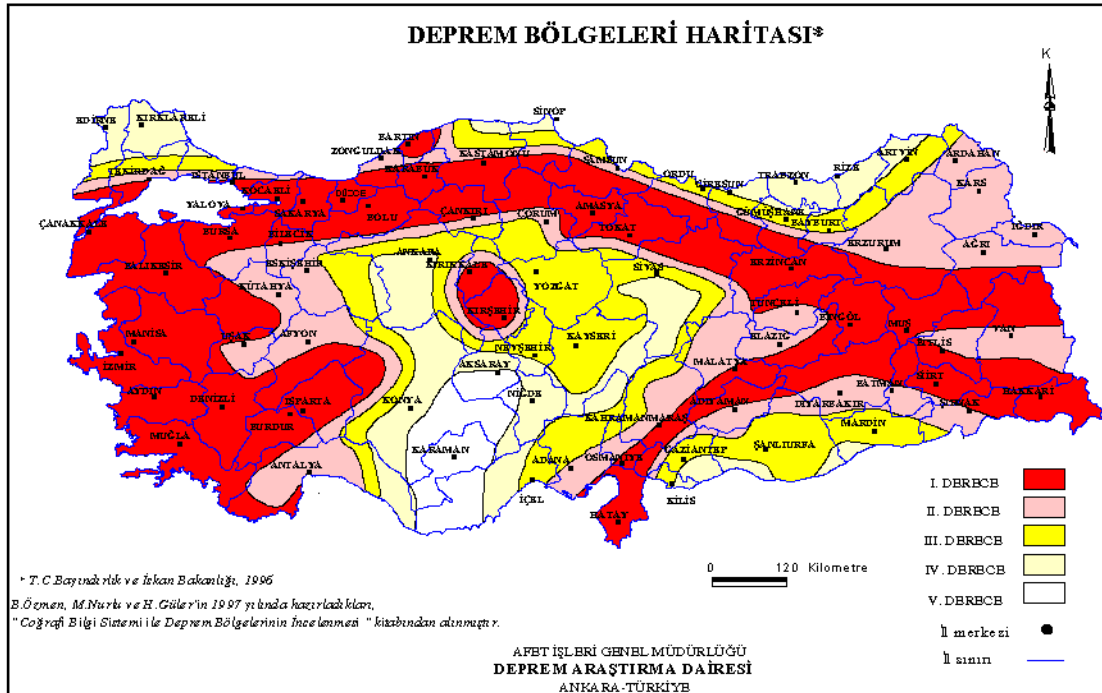 DEPREM BÖLGELERİ HARİTASI*
K
SİNOP
EDİRNE
KIRKLARELİ
BARTIN
ZONGULDAK
KASTAMONU
KARABUK
SAMSUN
ARTVİN
ARDAHAN
TEKİRDAĞ
İSTANBUL
KOCAELİ
DÜZCE
ORDU
GİRESUN
TRABZON
RİZE
KARS
YALOVA
SAKARYA
BOLU
ÇANKIRI
ÇORUM
AMASYA
GÜMÜŞHANE
BAYBURT
ÇANAKKALE
BURSA
BİLECİK
TOKAT
ERZURUM
AĞRI
IĞDIR
BALIKESİR
ESKİŞEHİR
ANKARA
KIRIKKALE
YOZGAT
SİVAS
ERZİNCAN
KÜTAHYA
TUNCELİ
MANİSA
UŞAK
AFYON
KIRŞEHİR
KAYSERİ
ELAZIĞ
BİNGÖL
MUŞ
VAN
İZMİR
NEVŞEHİR
AKSARAY
MALATYA
BİTLİS
AYDIN
DENİZLİ
ISPARTA
KONYA
NİĞDE
KAHRAMANMARAŞ
ADIYAMAN
DİYARBAKIR
BATMAN
SİİRT
ŞIRNAK
HAKKARİ
MUĞLA
BURDUR
MARDİN
ANTALYA
KARAMAN
ADANA
OSMANİYE
GAZİANTEP
ŞANLIURFA
İÇEL
KİLİS
HATAY
I. DERECE
II. DERECE
III. DERECE
IV. DERECE
V. DERECE
İl merkezi
İl sınırı
0 120 Kilometre
* T.C.Bayındırlık ve İskan Bakanlığı, 1996
B.Özmen, M.Nurlu ve H.Güler'in 1997 yılında hazırladıkları,
" Coğrafi Bilgi Sistemi ile Deprem Bölgelerinin İncelenmesi " kitabından alınmıştır.
AFET İŞLERİ GENEL MÜDÜRLÜĞÜ
DEPREM ARAŞTIRMA DAİRESİ
ANKARA-TÜRKİYE